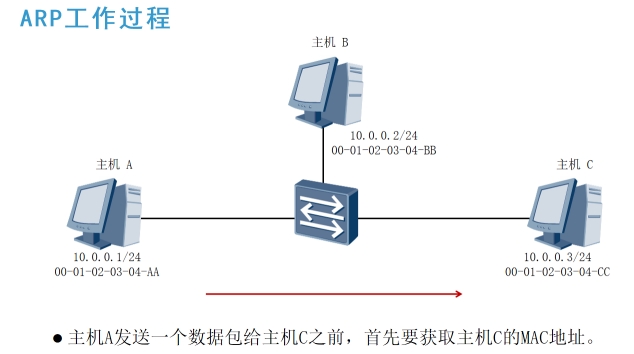 ARP工作过程
主机 B
10.0.0.2/24
00-01-02-03-04-BB
主机 A
主机 C
10.0.0.1/24
00-01-02-03-04-AA
10.0.0.3/24
00-01-02-03-04-CC
● 主机A发送一个数据包给主机C之前，首先要获取主机C的MAC地址。